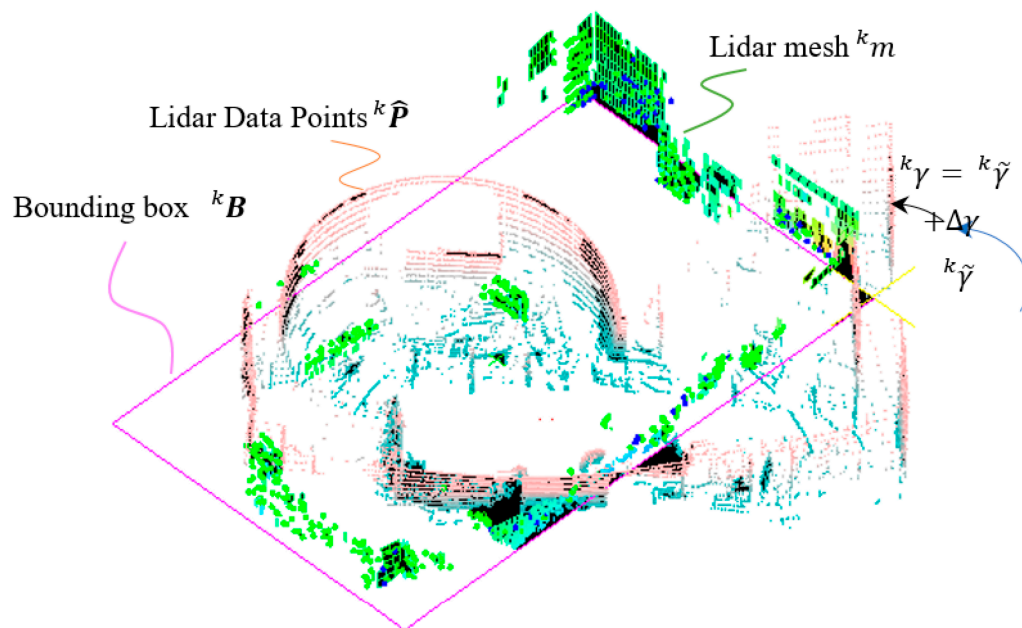 Lidar mesh ᵏm
Lidar Data Points ᵏP̂
Bounding box ᵏB
ᵏγ = ᵏγ̃
+Δγ
ᵏγ̃